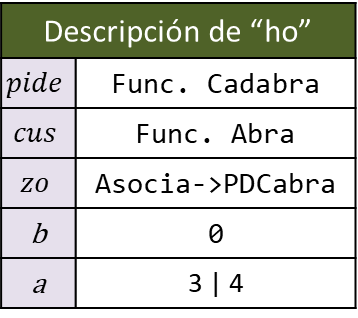 Descripción de “ho”
pide Func. Cadabra
cus Func. Abra
zo Asocia->PDCabra
b 0
a 3|4